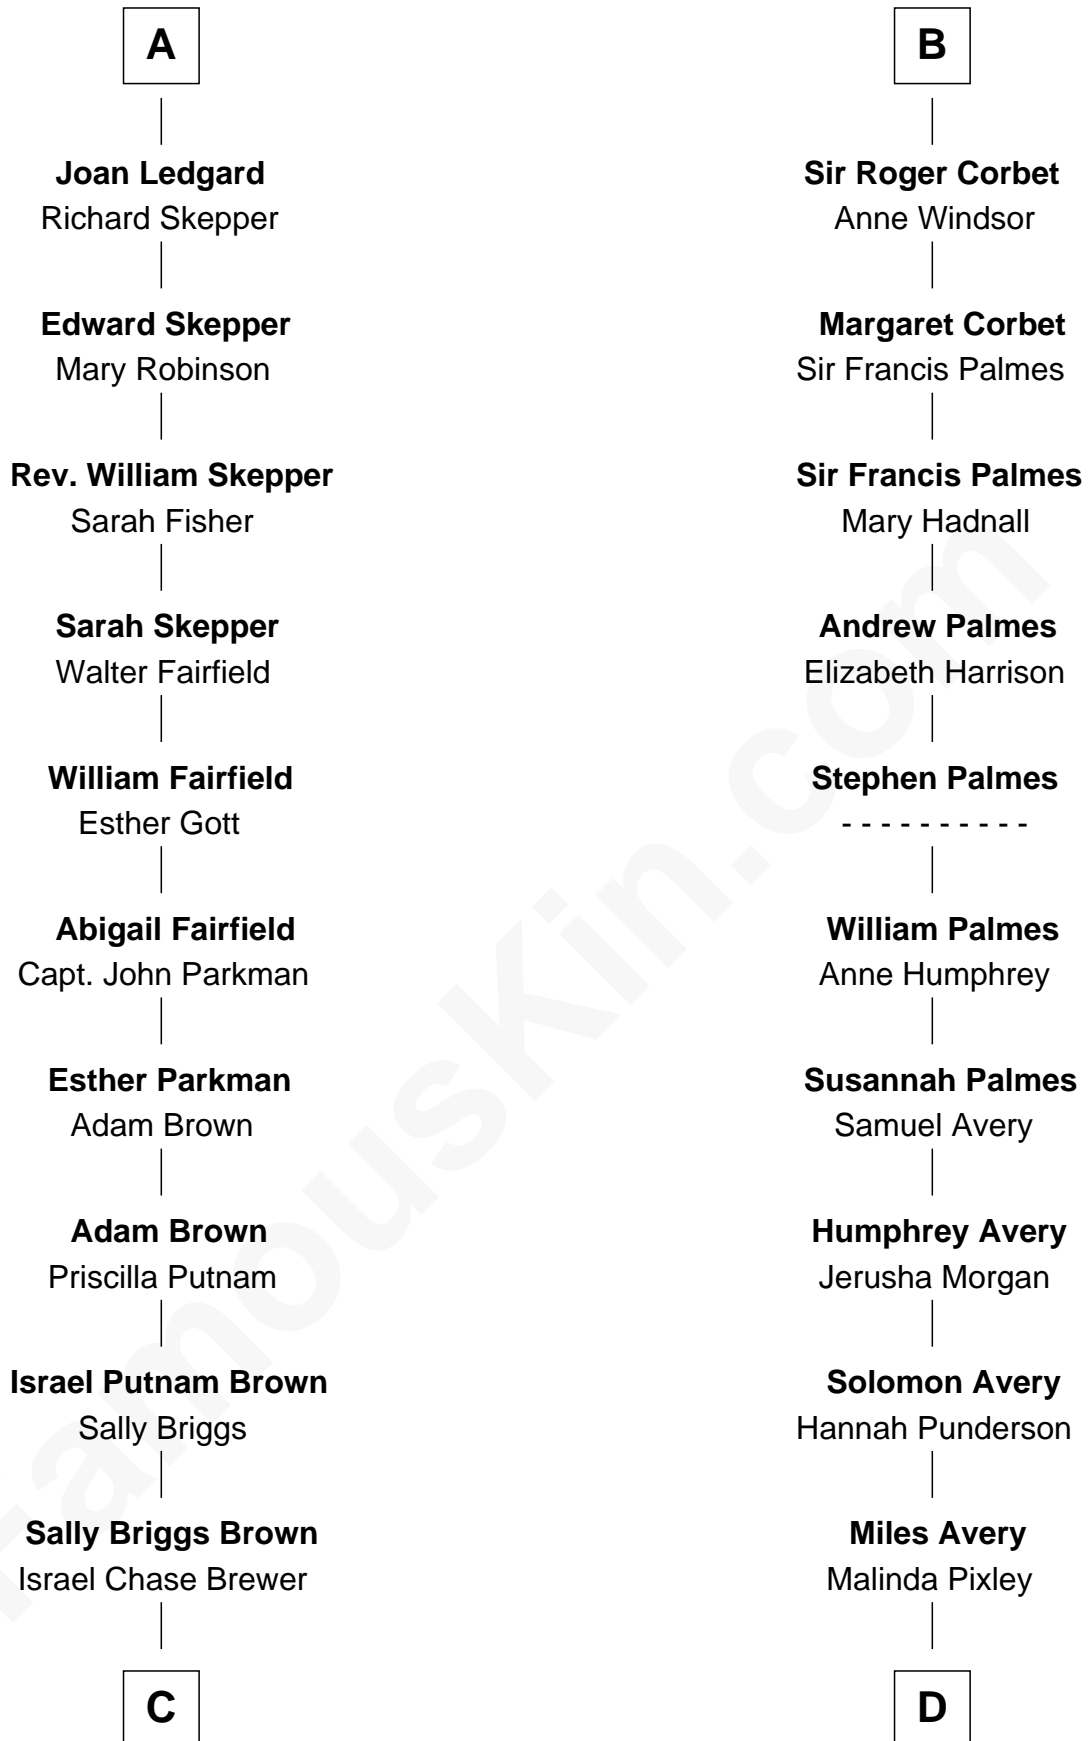 A
Joan Ledgard
Richard Skepper
Edward Skepper
Mary Robinson
Rev. William Skepper
Sarah Fisher
Sarah Skepper
Walter Fairfield
William Fairfield
Esther Gott
Abigail Fairfield
Capt. John Parkman
Esther Parkman
Adam Brown
Adam Brown
Priscilla Putnam
Israel Putnam Brown
Sally Briggs
Sally Briggs Brown
Israel Chase Brewer
C
B
Sir Roger Corbet
Anne Windsor
Margaret Corbet
Sir Francis Palmes
Sir Francis Palmes
Mary Hadnall
Andrew Palmes
Elizabeth Harrison
Stephen Palmes
- - - - - - - - - -
William Palmes
Anne Humphrey
Susannah Palmes
Samuel Avery
Humphrey Avery
Jerusha Morgan
Solomon Avery
Hannah Punderson
Miles Avery
Malinda Pixley
D
FamousKin.com